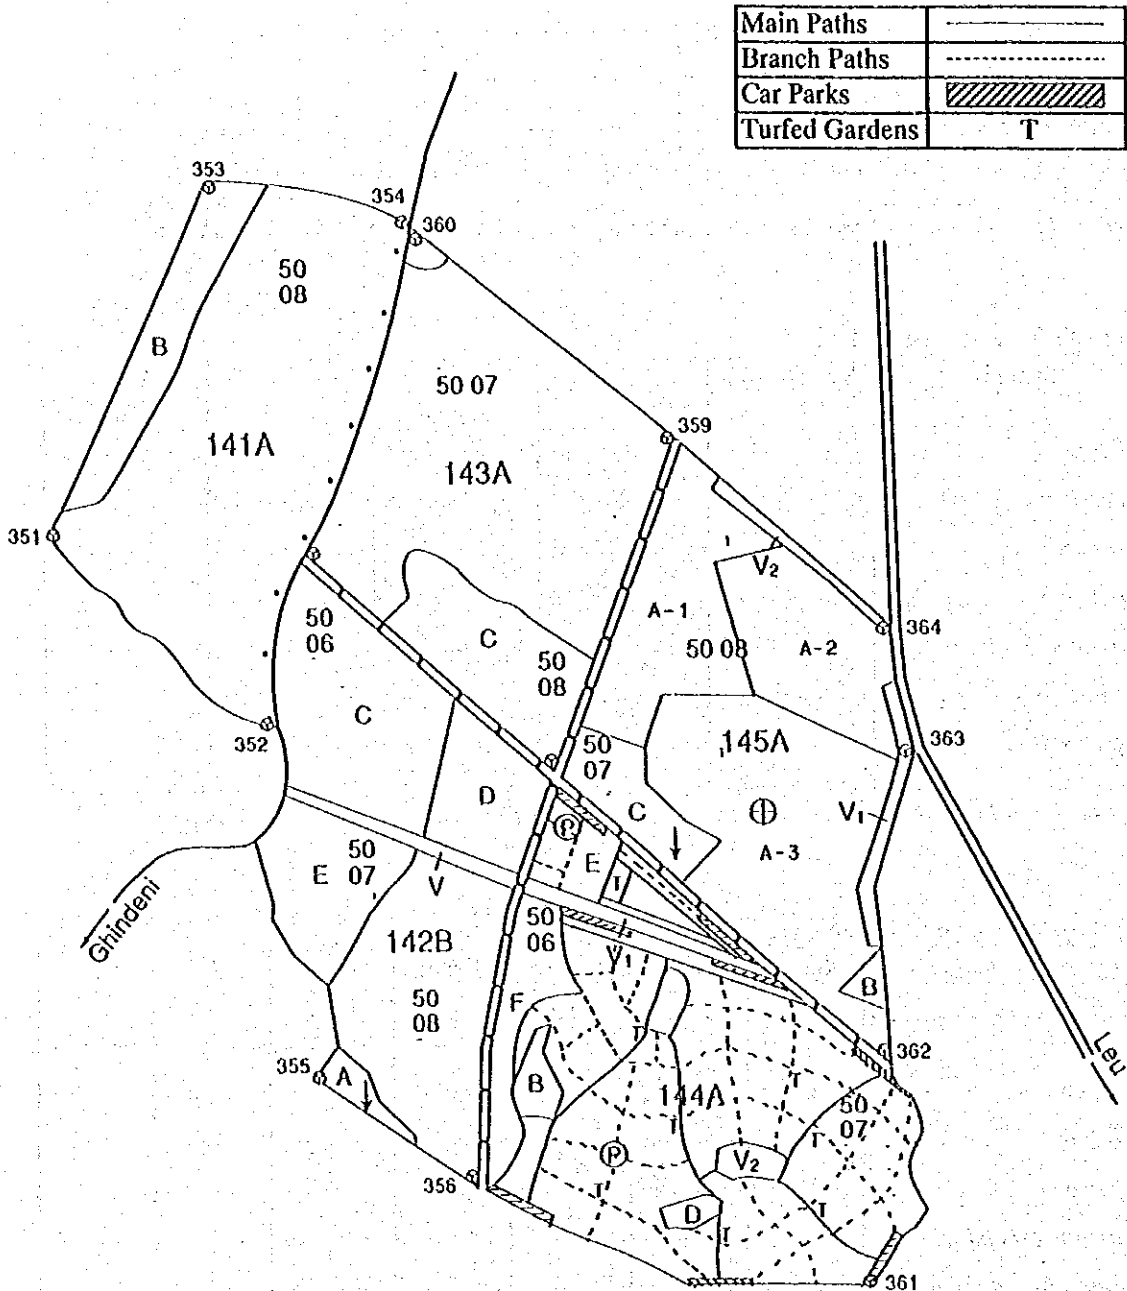 Main Paths
Branch Paths
Car Parks
Turfed Gardens T
353
354
360
50
08
B
50 07
359
141A
143A
351
V2
50
06
A-1
364
C
50
08
50 08
A-2
C
352
50
07
145A
363
D
C
V1
P
E
A-3
E
50
07
T
V
Ghindeni
50
06
142B
V1
B
50
08
F
T
Leu
362
355
A
B
144A
T
50
07
T
T
P
V2
356
T
D
T
T
361